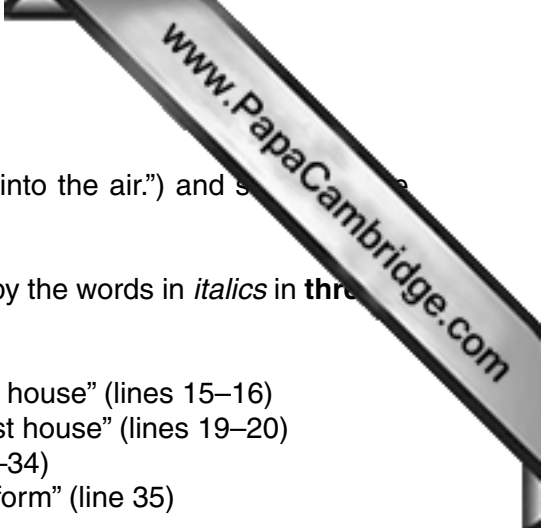 www.PapaCambridge.com
into the air.") and
by the words in italics in
house" (lines 15–16)
st house" (lines 19–20)
–34)
form" (line 35)